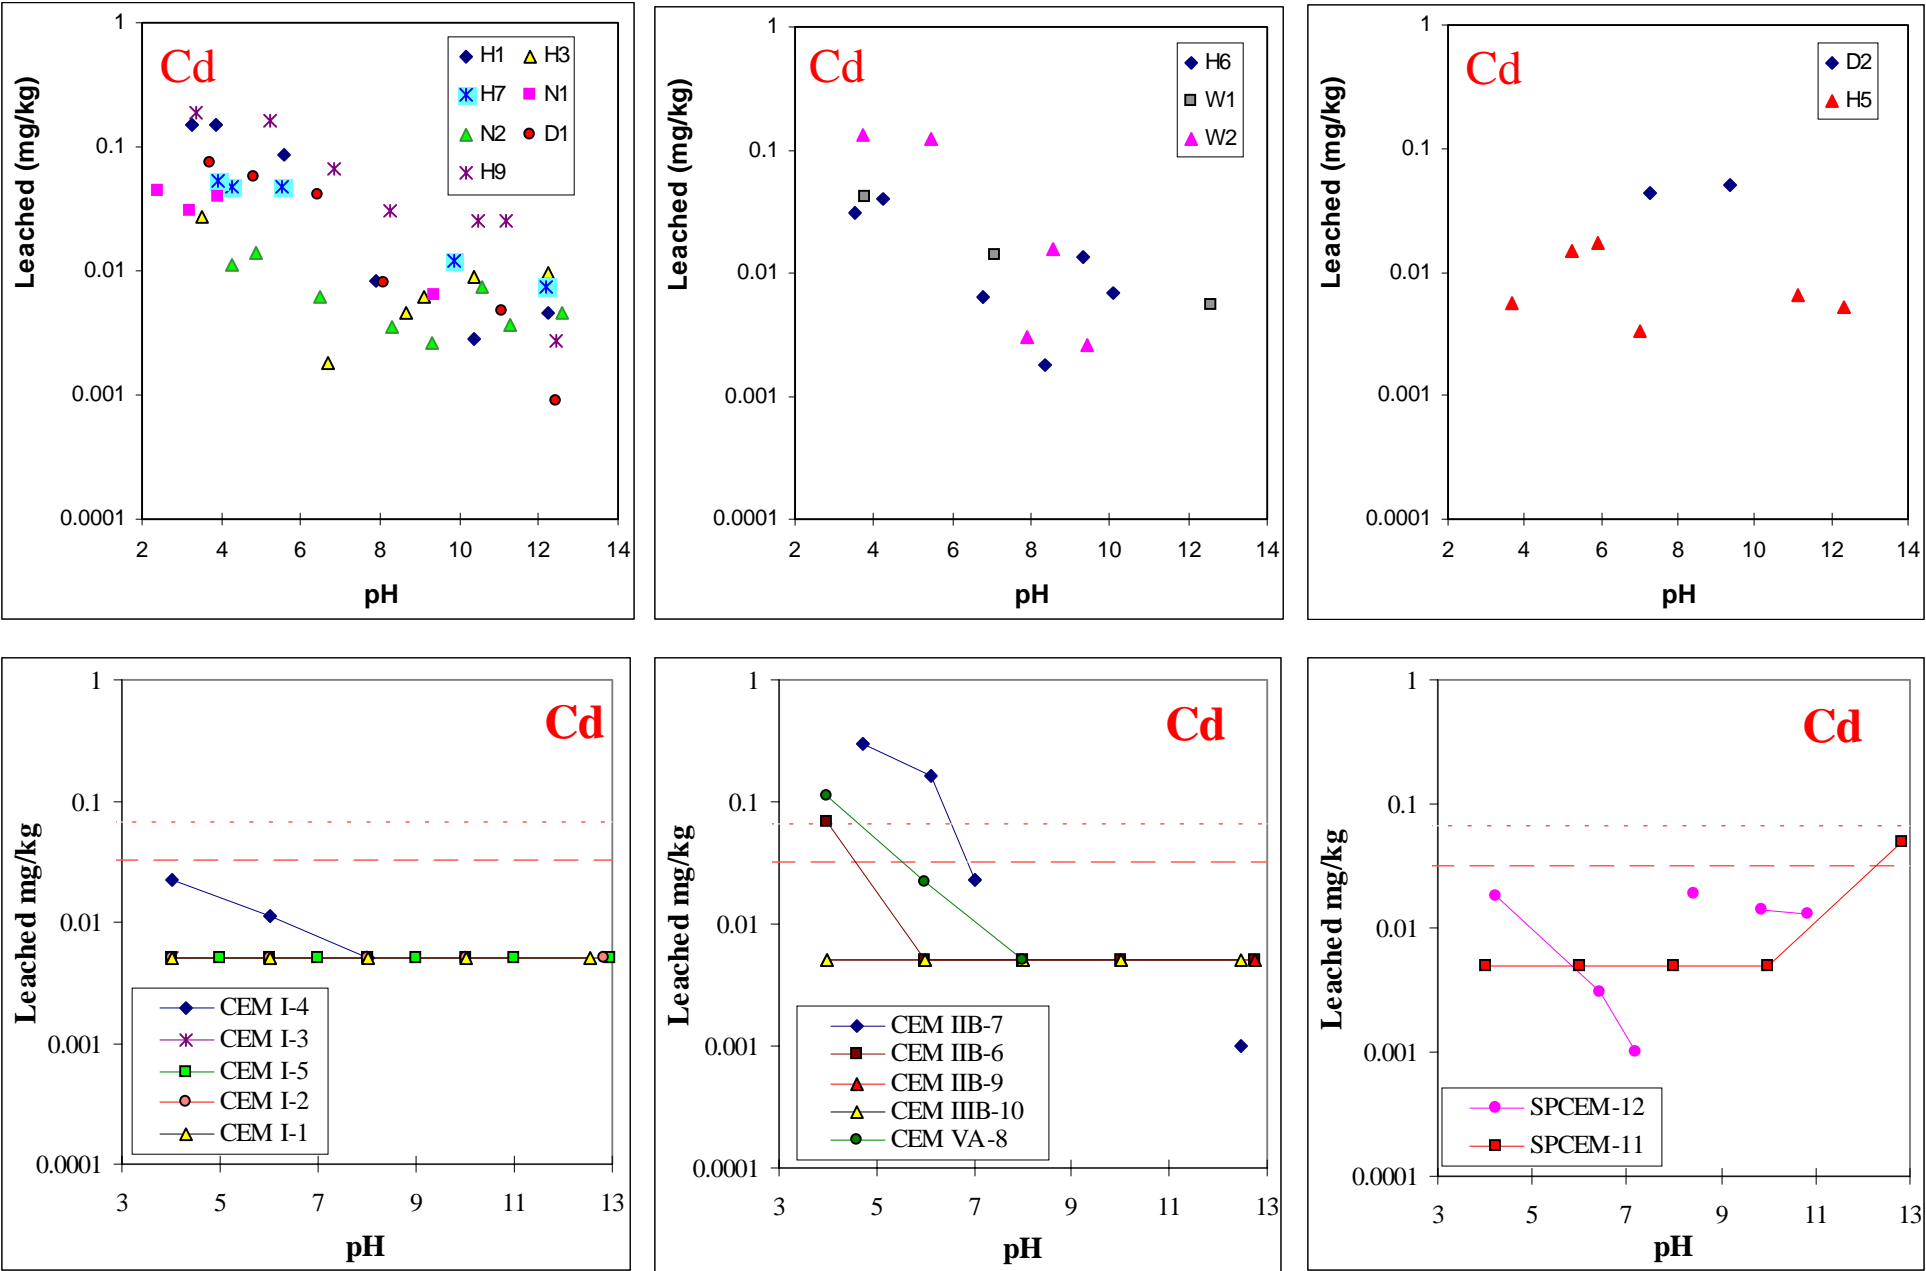 Cd
Leached (mg/kg)
1
0.1
0.01
0.001
0.0001
2 4 6 8 10 12 14
pH
H1 H3
H7 N1
N2 D1
H9
Cd
Leached (mg/kg)
1
0.1
0.01
0.001
0.0001
2 4 6 8 10 12 14
pH
H6
W1
W2
Cd
Leached (mg/kg)
1
0.1
0.01
0.001
0.0001
2 4 6 8 10 12 14
pH
D2
H5
Cd
Leached mg/kg
1
0.1
0.01
0.001
0.0001
3 5 7 9 11 13
pH
CEM I-4
CEM I-3
CEM I-5
CEM I-2
CEM I-1
Cd
Leached mg/kg
1
0.1
0.01
0.001
0.0001
3 5 7 9 11 13
pH
CEM IIB-7
CEM IIB-6
CEM IIB-9
CEM IIIB-10
CEM VA-8
Cd
Leached mg/kg
1
0.1
0.01
0.001
0.0001
3 5 7 9 11 13
pH
SPCEM-12
SPCEM-11